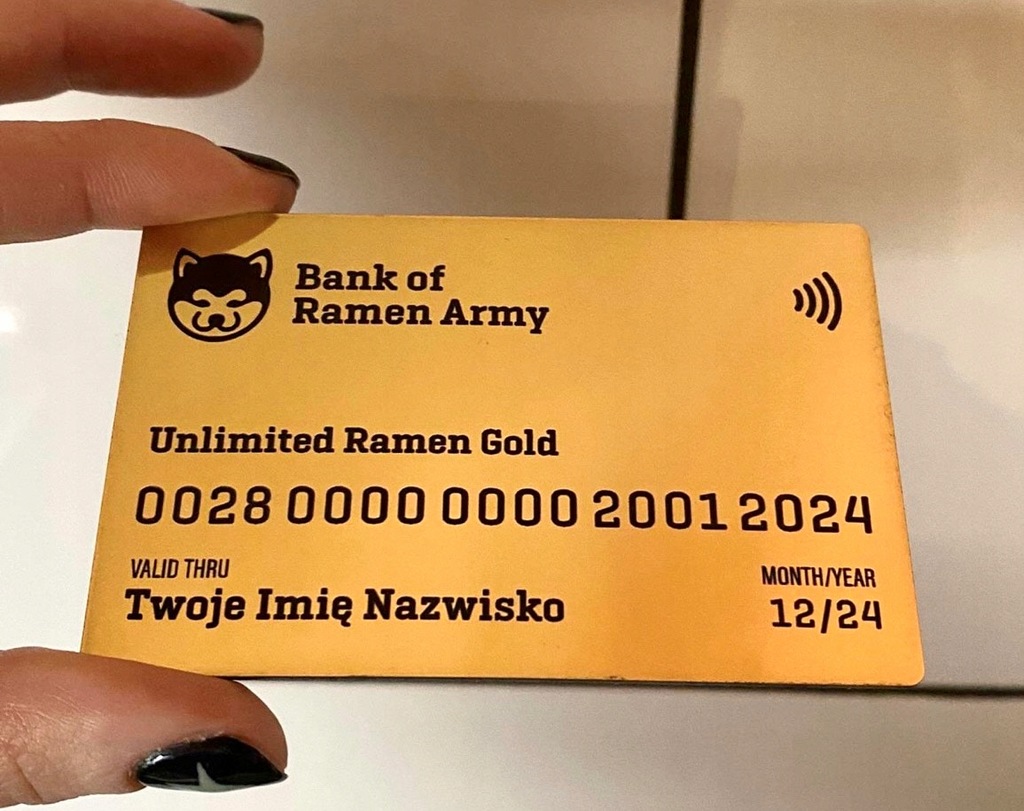 Bank of
Ramen Army
Unlimited Ramen Gold
0028 0000 0000 2001 2024
VALID THRU
Twoje Imię Nazwisko
MONTH/YEAR
12/24